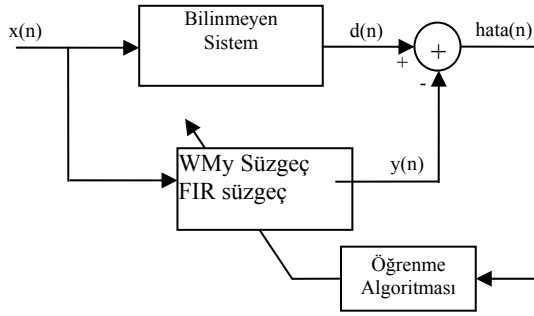 Bilinmeyen
Sistem
x(n)
d(n)
hata(n)
+
+
-
WMy Süzgeç
FIR süzgeç
y(n)
Öğrenme
Algoritması